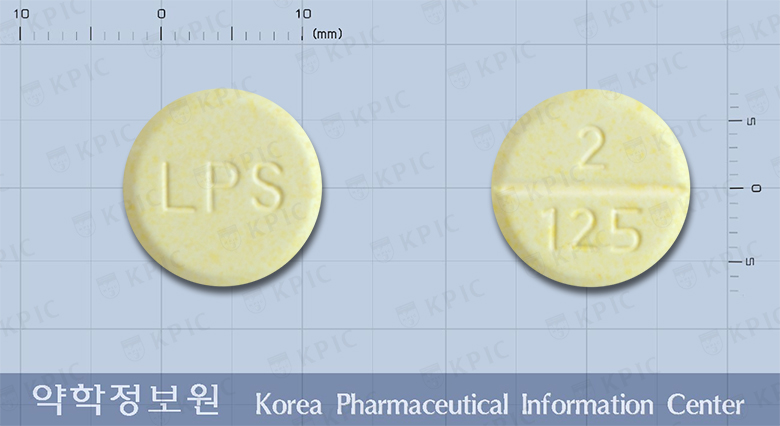 10 0 10 (mm)
LPS
2
125
5
0
5
KPIC
약학정보원 Korea Pharmaceutical Information Center